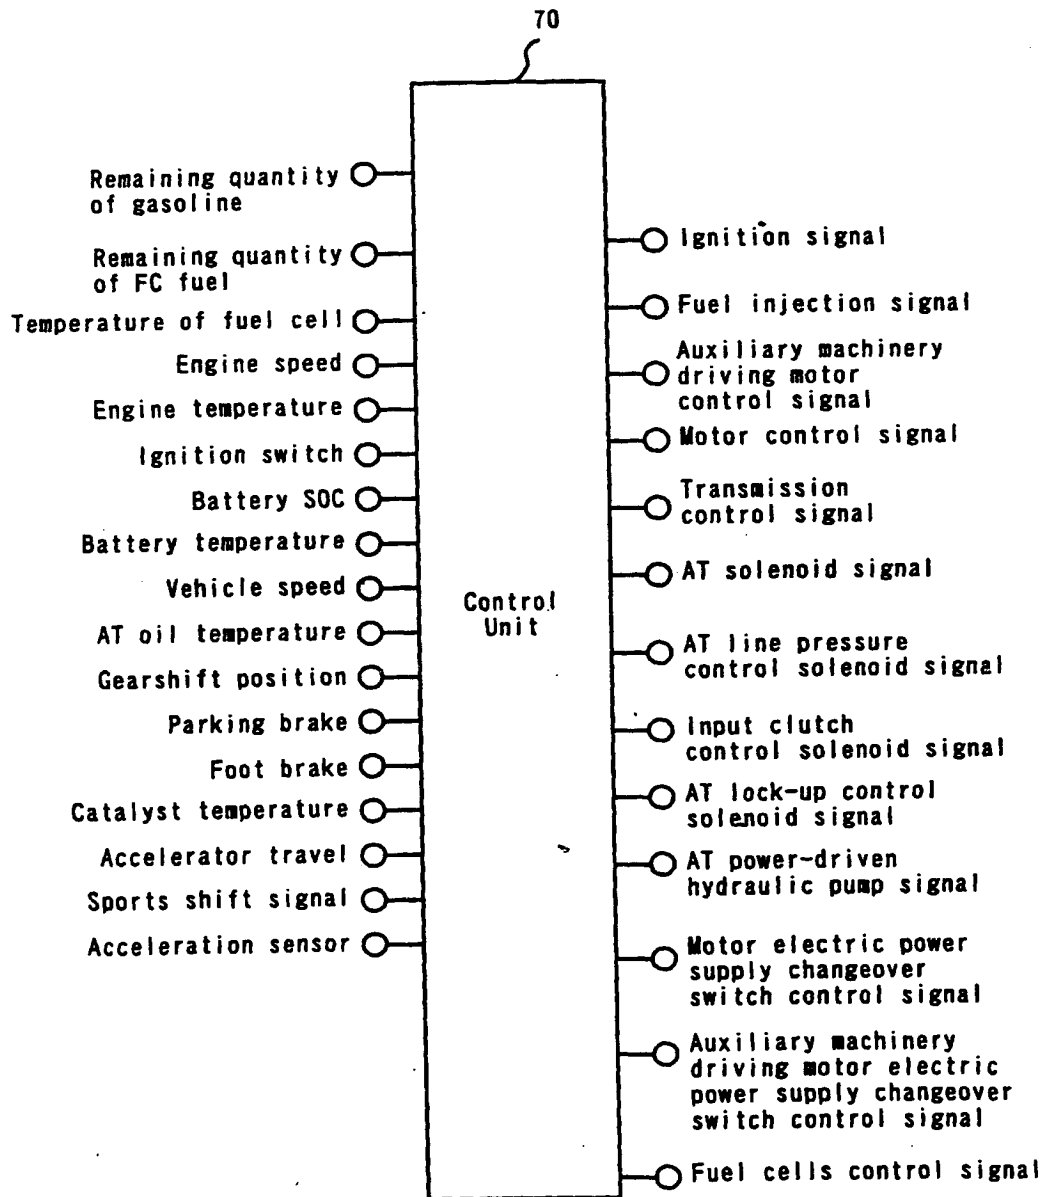 70
Remaining quantity
of gasoline
Remaining quantity
of FC fuel
Temperature of fuel cell
Engine speed
Engine temperature
Ignition switch
Battery SOC
Battery temperature
Vehicle speed
AT oil temperature
Gearshift position
Parking brake
Foot brake
Catalyst temperature
Accelerator travel
Sports shift signal
Acceleration sensor
Control
Unit
Ignition signal
Fuel injection signal
Auxiliary machinery
driving motor
control signal
Motor control signal
Transmission
control signal
AT solenoid signal
AT line pressure
control solenoid signal
Input clutch
control solenoid signal
AT lock-up control
solenoid signal
AT power-driven
hydraulic pump signal
Motor electric power
supply changeover
switch control signal
Auxiliary machinery
driving motor electric
power supply changeover
switch control signal
Fuel cells control signal